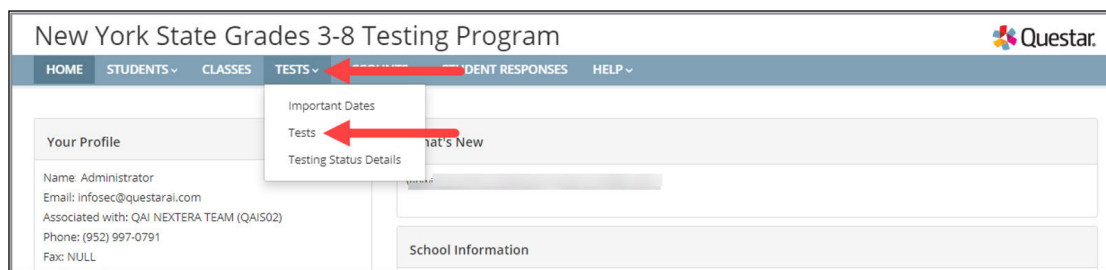 New York State Grades 3-8 Testing Program
Questar.
HOME STUDENTS CLASSES TESTS STUDENT RESPONSES HELP
Important Dates
Tests
Testing Status Details
Your Profile
What's New
Name: Administrator
Email: infosec@questarai.com
Associated with: QAI NEXTERA TEAM (QAIS02)
Phone: (952) 997-0791
Fax: NULL
School Information